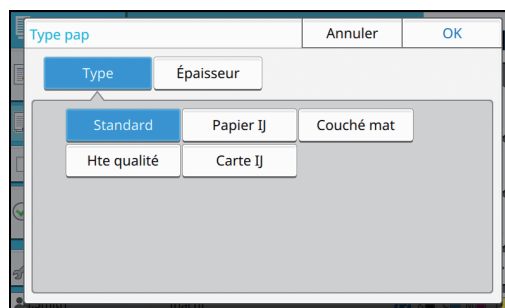 Type pap Annuler OK
Type Épaisseur
Standard Papier IJ Couché mat
Hte qualité Carte IJ